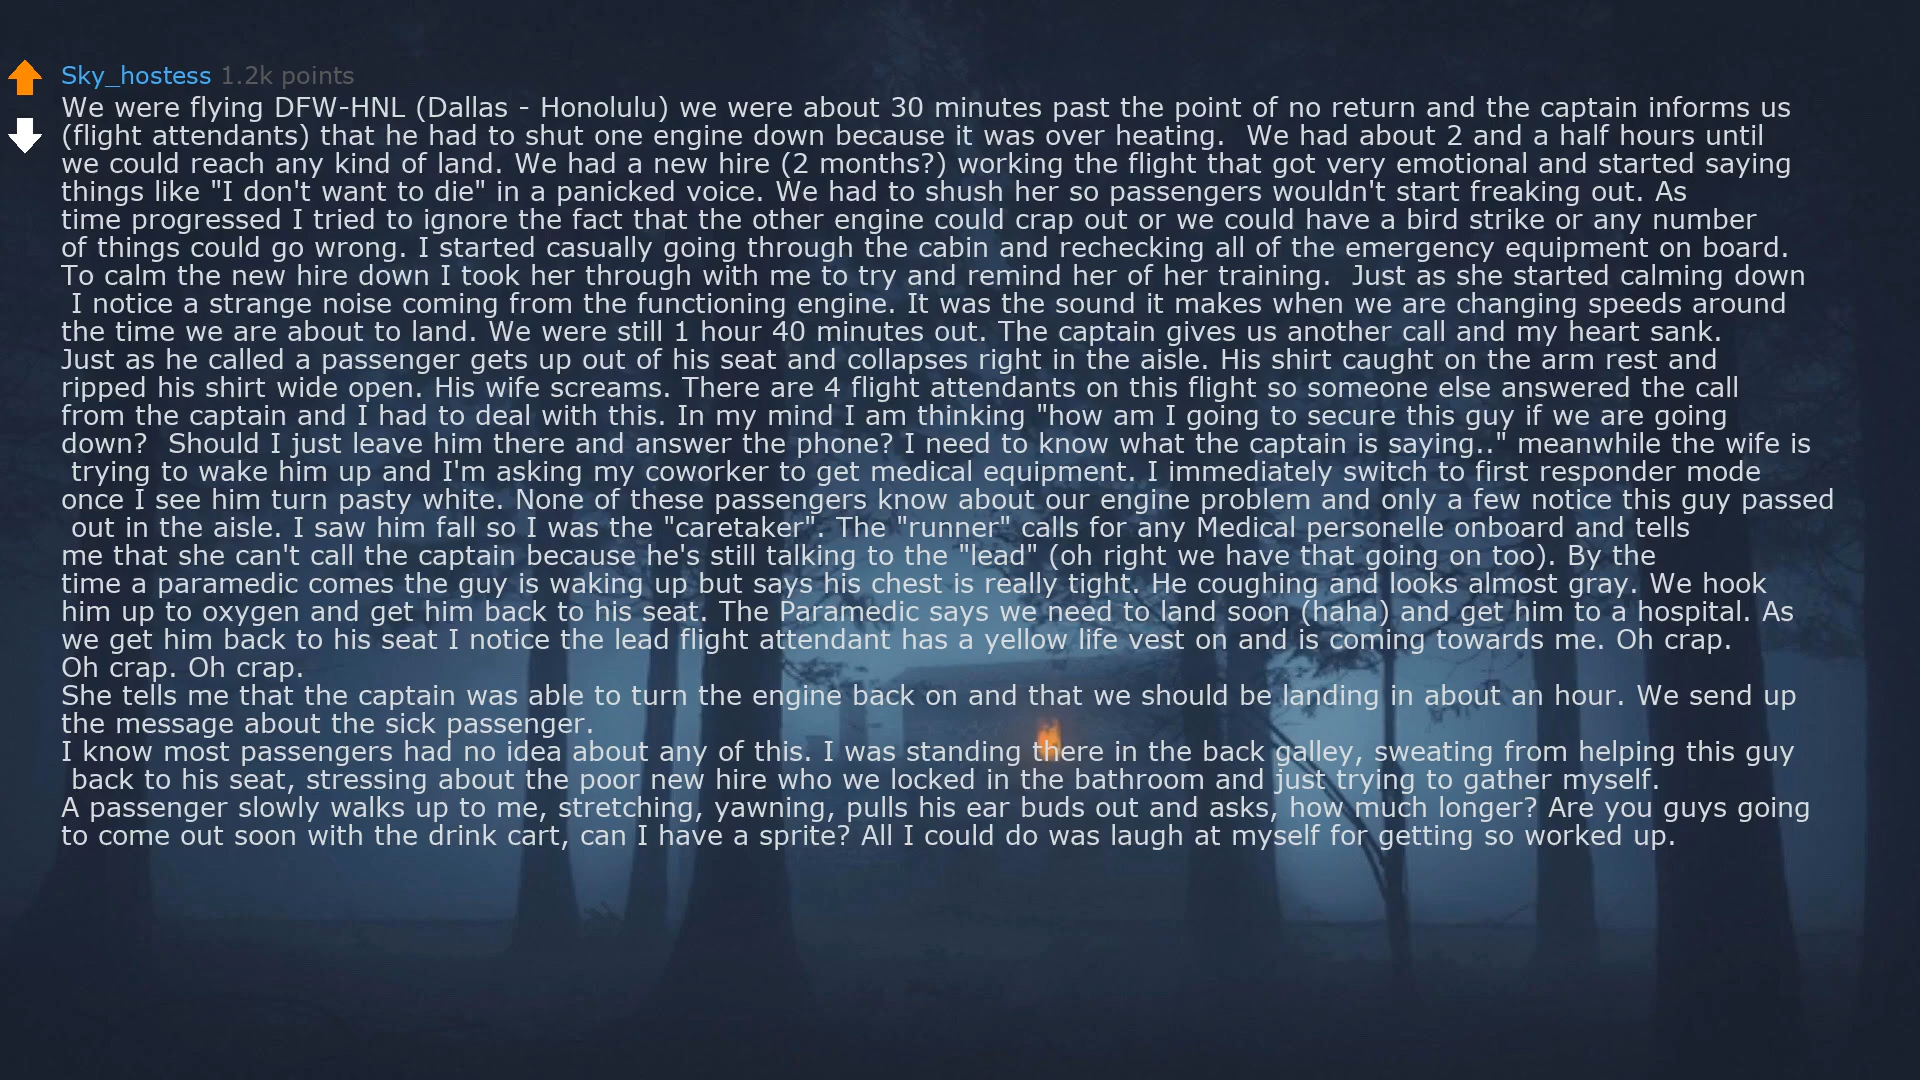 Sky_hostess 1.2k points
We were flying DFW-HNL (Dallas - Honolulu) we were about 30 minutes past the point of no return and the captain informs us
(flight attendants) that he had to shut one engine down because it was over heating.  We had about 2 and a half hours until
we could reach any kind of land. We had a new hire (2 months?) working the flight that got very emotional and started saying
things like "I don't want to die" in a panicked voice. We had to shush her so passengers wouldn't start freaking out. As
time progressed I tried to ignore the fact that the other engine could crap out or we could have a bird strike or any number
of things could go wrong. I started casually going through the cabin and rechecking all of the emergency equipment on board.
To calm the new hire down I took her through with me to try and remind her of her training.  Just as she started calming down
I notice a strange noise coming from the functioning engine. It was the sound it makes when we are changing speeds around
the time we are about to land. We were still 1 hour 40 minutes out. The captain gives us another call and my heart sank.
Just as he called a passenger gets up out of his seat and collapses right in the aisle. His shirt caught on the arm rest and
ripped his shirt wide open. His wife screams. There are 4 flight attendants on this flight so someone else answered the call
from the captain and I had to deal with this. In my mind I am thinking "how am I going to secure this guy if we are going
down?  Should I just leave him there and answer the phone? I need to know what the captain is saying.." meanwhile the wife is
trying to wake him up and I'm asking my coworker to get medical equipment. I immediately switch to first responder mode
once I see him turn pasty white. None of these passengers know about our engine problem and only a few notice this guy passed
out in the aisle. I saw him fall so I was the "caretaker". The "runner" calls for any Medical personelle onboard and tells
me that she can't call the captain because he's still talking to the "lead" (oh right we have that going on too). By the
time a paramedic comes the guy is waking up but says his chest is really tight. He coughing and looks almost gray. We hook
him up to oxygen and get him back to his seat. The Paramedic says we need to land soon (haha) and get him to a hospital. As
we get him back to his seat I notice the lead flight attendant has a yellow life vest on and is coming towards me. Oh crap.
Oh crap. Oh crap.
She tells me that the captain was able to turn the engine back on and that we should be landing in about an hour. We send up
the message about the sick passenger.
I know most passengers had no idea about any of this. I was standing there in the back galley, sweating from helping this guy
back to his seat, stressing about the poor new hire who we locked in the bathroom and just trying to gather myself.
A passenger slowly walks up to me, stretching, yawning, pulls his ear buds out and asks, how much longer? Are you guys going
to come out soon with the drink cart, can I have a sprite? All I could do was laugh at myself for getting so worked up.